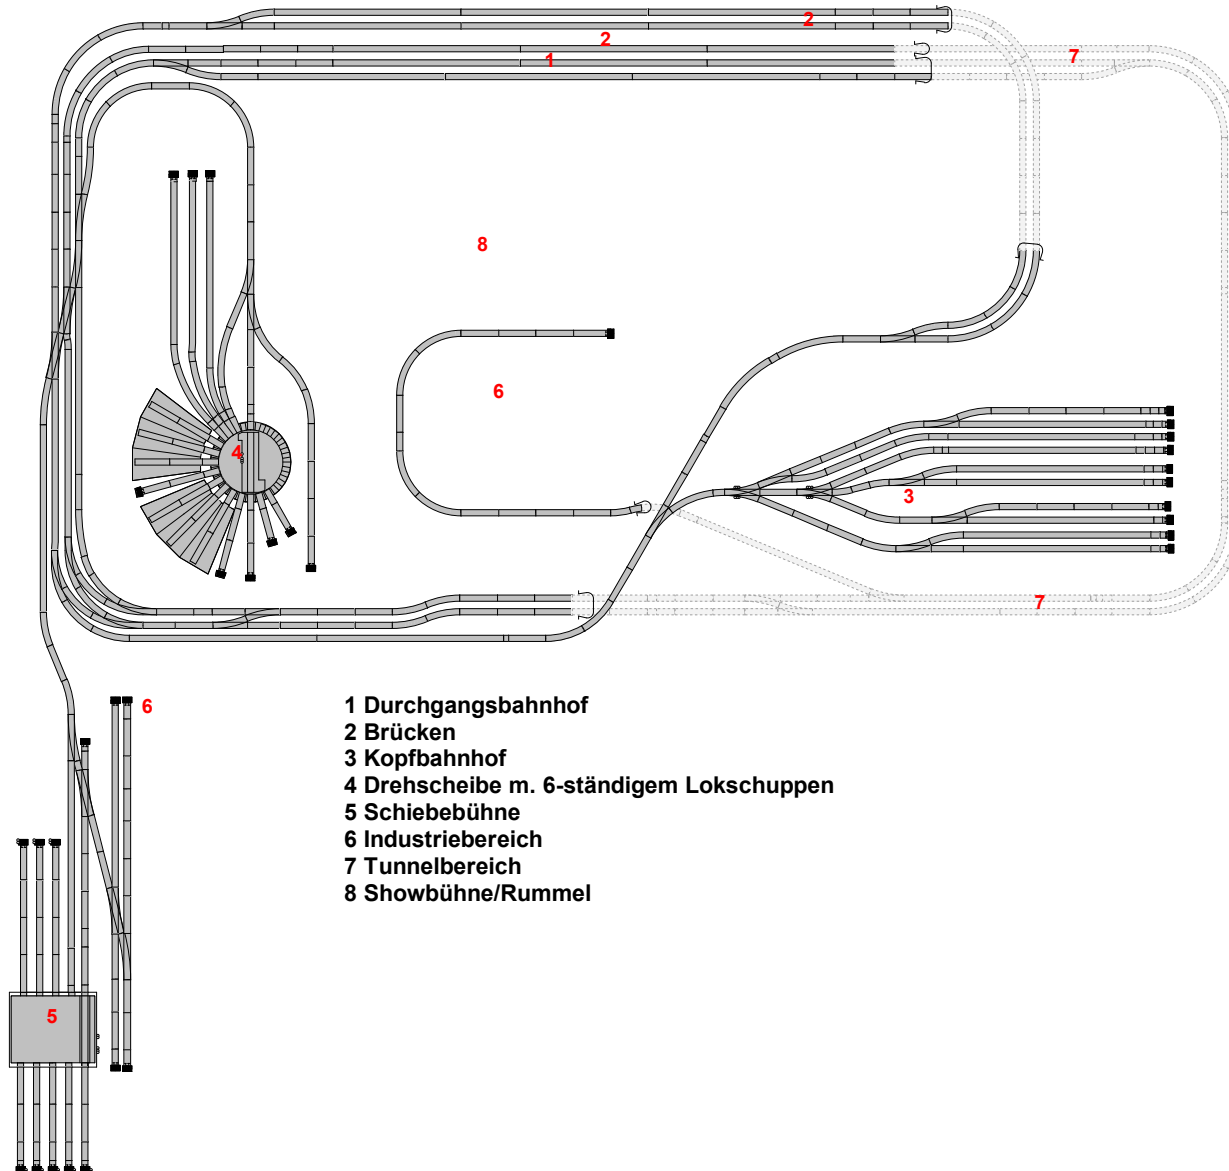 2
2
1
7
8
6
4
3
7
6
1 Durchgangsbahnhof
2 Brücken
3 Kopfbahnhof
4 Drehscheibe m. 6-ständigem Lokschuppen
5 Schiebebühne
6 Industriebereich
7 Tunnelbereich
8 Showbühne/Rummel
5